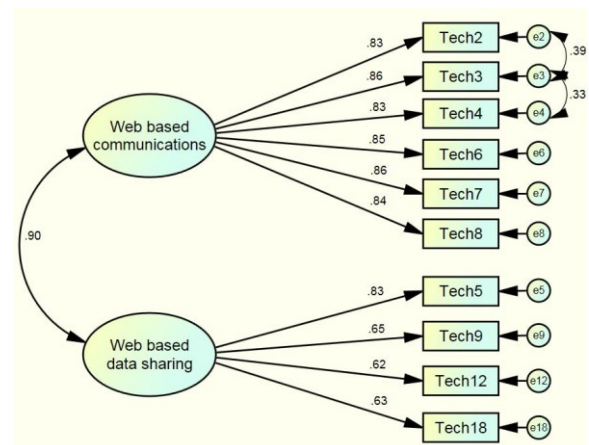 .83
Tech2
e2
.39
.86
Tech3
e3
.33
.83
Tech4
e4
Web based
communications
.85
Tech6
e6
.86
Tech7
e7
.84
Tech8
e8
.90
.83
Tech5
e5
Web based
data sharing
.65
Tech9
e9
.62
Tech12
e12
.63
Tech18
e18